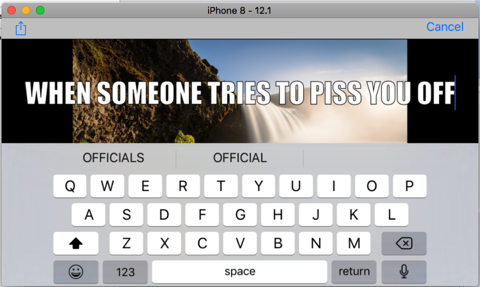 iPhone 8 - 12.1
Cancel
WHEN SOMEONE TRIES TO PISS YOU OFF
OFFICIALS OFFICIAL
Q W E R T Y U I O P
A S D F G H J K L
Z X C V B N M
123 space return